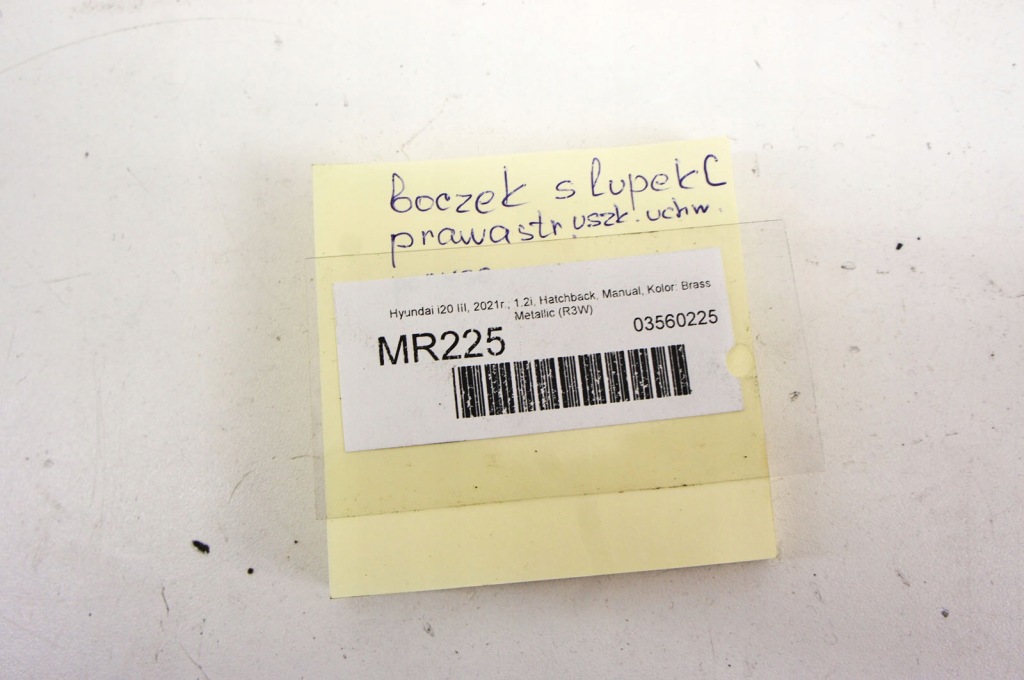 boczek słupek C
prawa str. uszk. uchw.
Hyundai i20 III, 2021r., 1.2i, Hatchback, Manual, Kolor: Brass
Metallic (R3W)
MR225
03560225